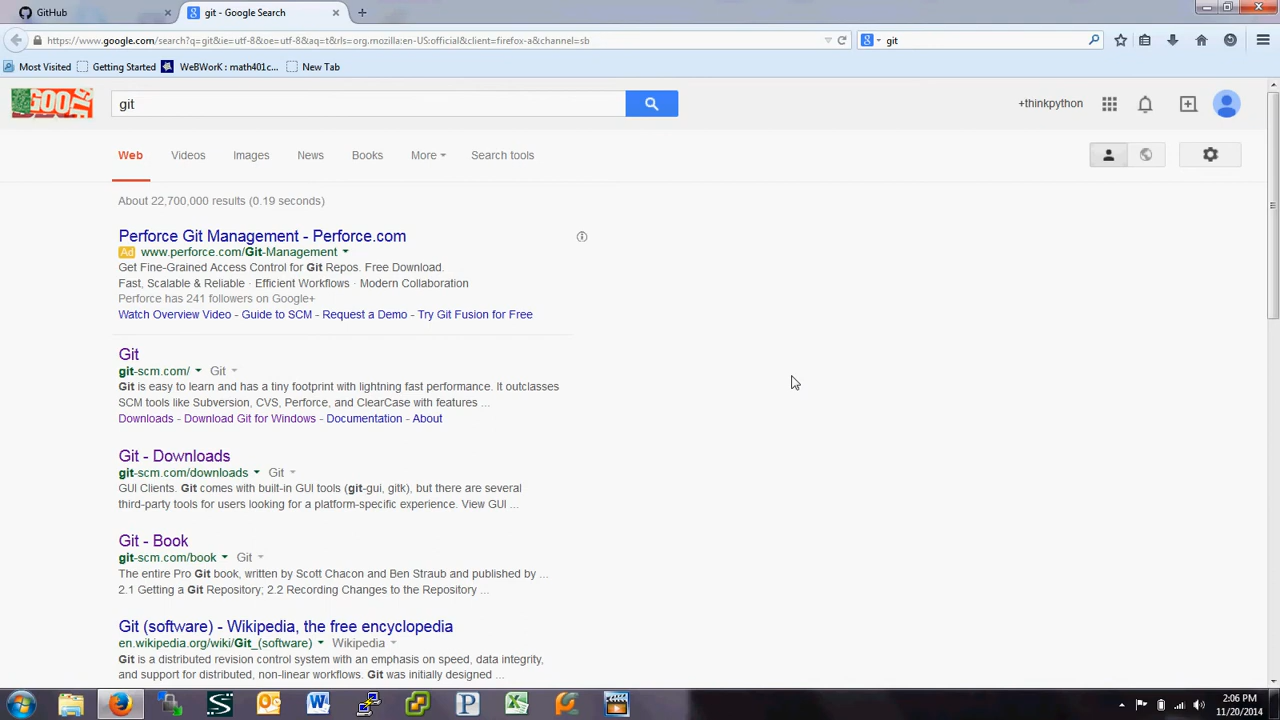 GitHub
git - Google Search
https://www.google.com/search?q=git&ie=utf-8&oe=utf-8&aq=t&rls=org.mozilla:en-US:official&client=firefox-a&channel=sb
git
Most Visited Getting Started WeBWorK : math401c... New Tab
git
+thinkpython
Web Videos Images News Books More Search tools
About 22,700,000 results (0.19 seconds)
Perforce Git Management - Perforce.com
Ad www.perforce.com/Git-Management
Get Fine-Grained Access Control for Git Repos. Free Download.
Fast, Scalable & Reliable · Efficient Workflows · Modern Collaboration
Perforce has 241 followers on Google+
Watch Overview Video - Guide to SCM - Request a Demo - Try Git Fusion for Free
Git
git-scm.com/ Git
Git is easy to learn and has a tiny footprint with lightning fast performance. It outclasses
SCM tools like Subversion, CVS, Perforce, and ClearCase with features ...
Downloads - Download Git for Windows - Documentation - About
Git - Downloads
git-scm.com/downloads Git
GUI Clients. Git comes with built-in GUI tools (git-gui, gitk), but there are several
third-party tools for users looking for a platform-specific experience. View GUI ...
Git - Book
git-scm.com/book Git
The entire Pro Git book, written by Scott Chacon and Ben Straub and published by ...
2.1 Getting a Git Repository; 2.2 Recording Changes to the Repository ...
Git (software) - Wikipedia, the free encyclopedia
en.wikipedia.org/wiki/Git_(software) Wikipedia
Git is a distributed revision control system with an emphasis on speed, data integrity,
and support for distributed, non-linear workflows. Git was initially designed ...
2:06 PM
11/20/2014